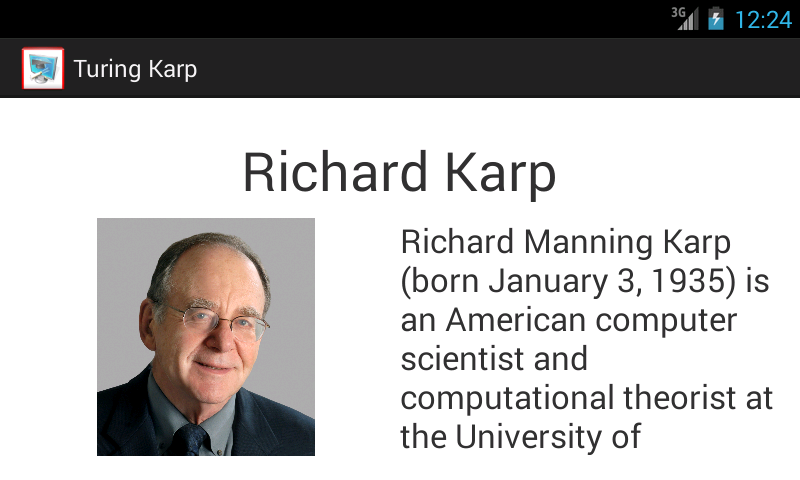 3G 12:24
Turing Karp
Richard Karp
Richard Manning Karp
(born January 3, 1935) is
an American computer
scientist and
computational theorist at
the University of